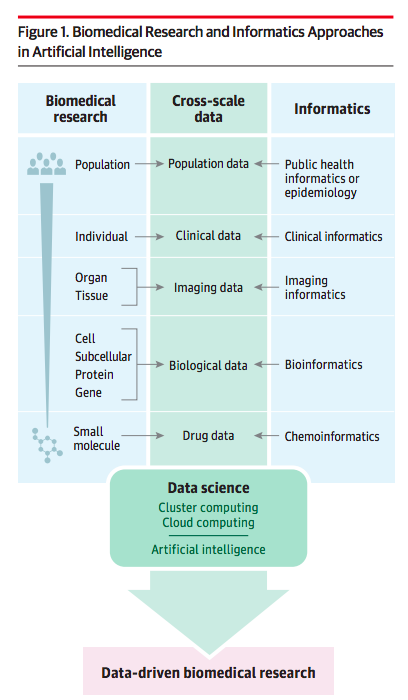 Figure 1. Biomedical Research and Informatics Approaches
in Artificial Intelligence
Biomedical
research
Cross-scale
data
Informatics
Population
Population data
Public health
informatics or
epidemiology
Individual
Clinical data
Clinical informatics
Organ
Tissue
Imaging data
Imaging
informatics
Cell
Subcellular
Protein
Gene
Biological data
Bioinformatics
Small
molecule
Drug data
Chemoinformatics
Data science
Cluster computing
Cloud computing
Artificial intelligence
Data-driven biomedical research